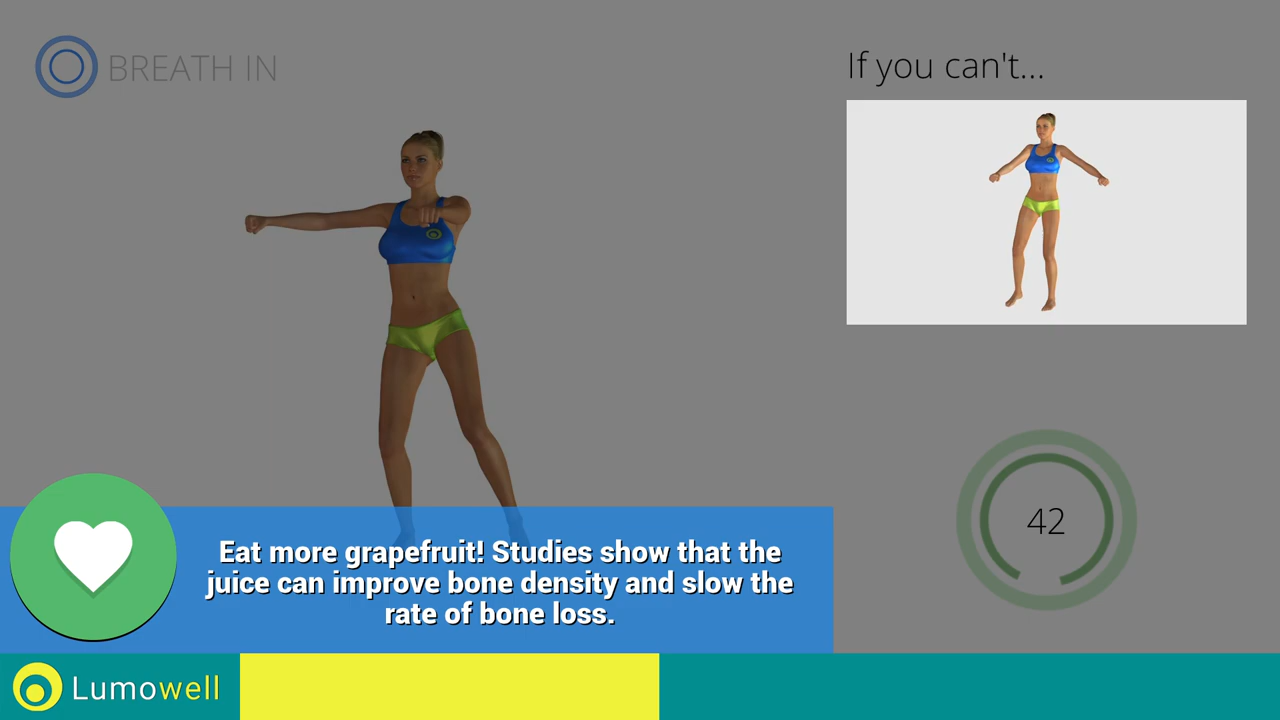 BREATH IN
If you can't...
42
Eat more grapefruit! Studies show that the
juice can improve bone density and slow the
rate of bone loss.
Lumowell